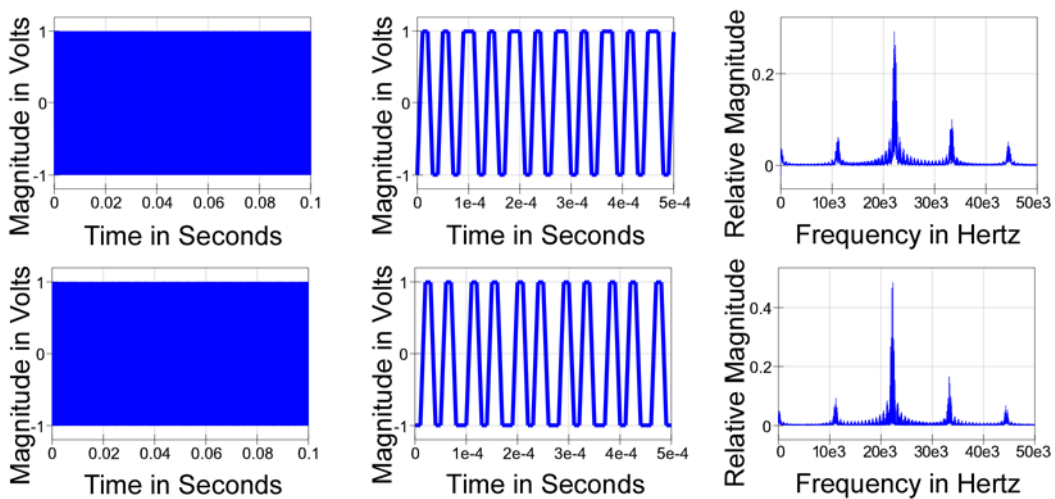 Magnitude in Volts
1
0
-1
0 0.02 0.04 0.06 0.08 0.1
Time in Seconds
Magnitude in Volts
1
0
-1
0 1e-4 2e-4 3e-4 4e-4 5e-4
Time in Seconds
Relative Magnitude
0.2
0
0 10e3 20e3 30e3 40e3
Frequency in Hertz
Magnitude in Volts
1
0
-1
0 0.02 0.04 0.06 0.08 0.1
Time in Seconds
Magnitude in Volts
1
0
-1
0 1e-4 2e-4 3e-4 4e-4 5e-4
Time in Seconds
Relative Magnitude
0.4
0.2
0
0 10e3 20e3 30e3 40e3
Frequency in Hertz